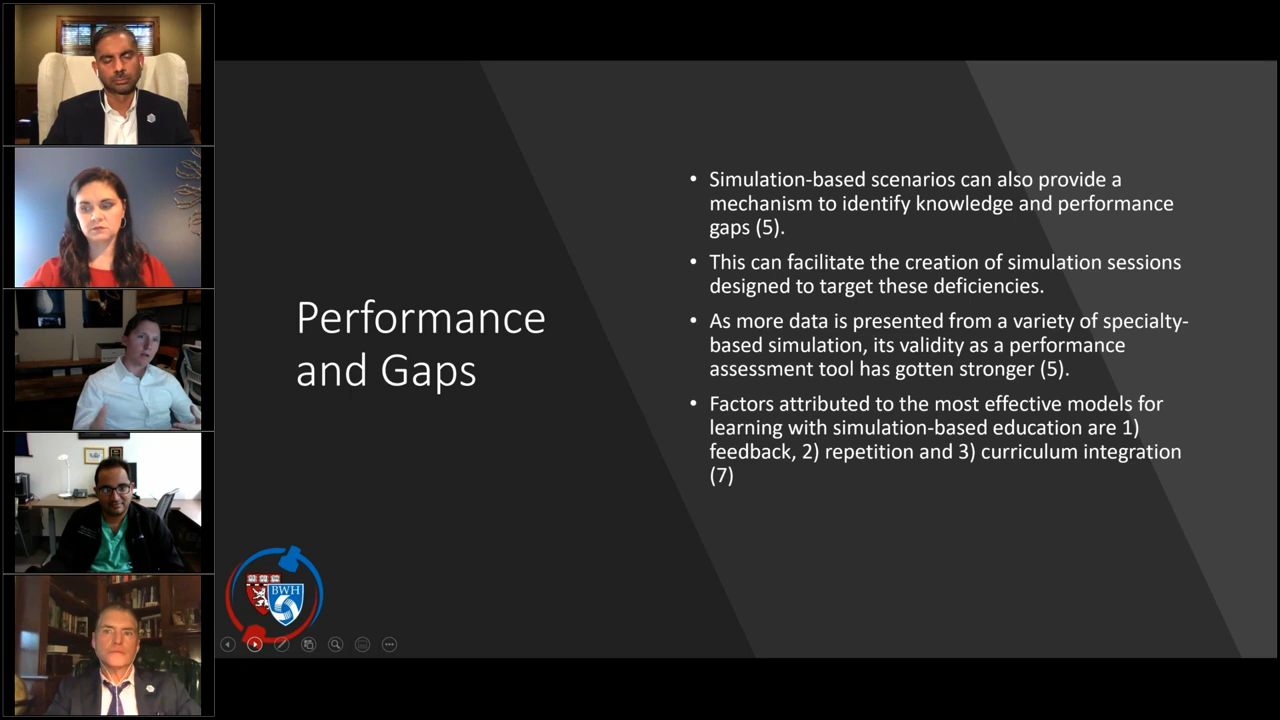 Performance
and Gaps
• Simulation-based scenarios can also provide a
mechanism to identify knowledge and performance
gaps (5).
• This can facilitate the creation of simulation sessions
designed to target these deficiencies.
• As more data is presented from a variety of specialty-
based simulation, its validity as a performance
assessment tool has gotten stronger (5).
• Factors attributed to the most effective models for
learning with simulation-based education are 1)
feedback, 2) repetition and 3) curriculum integration
(7)
BWH